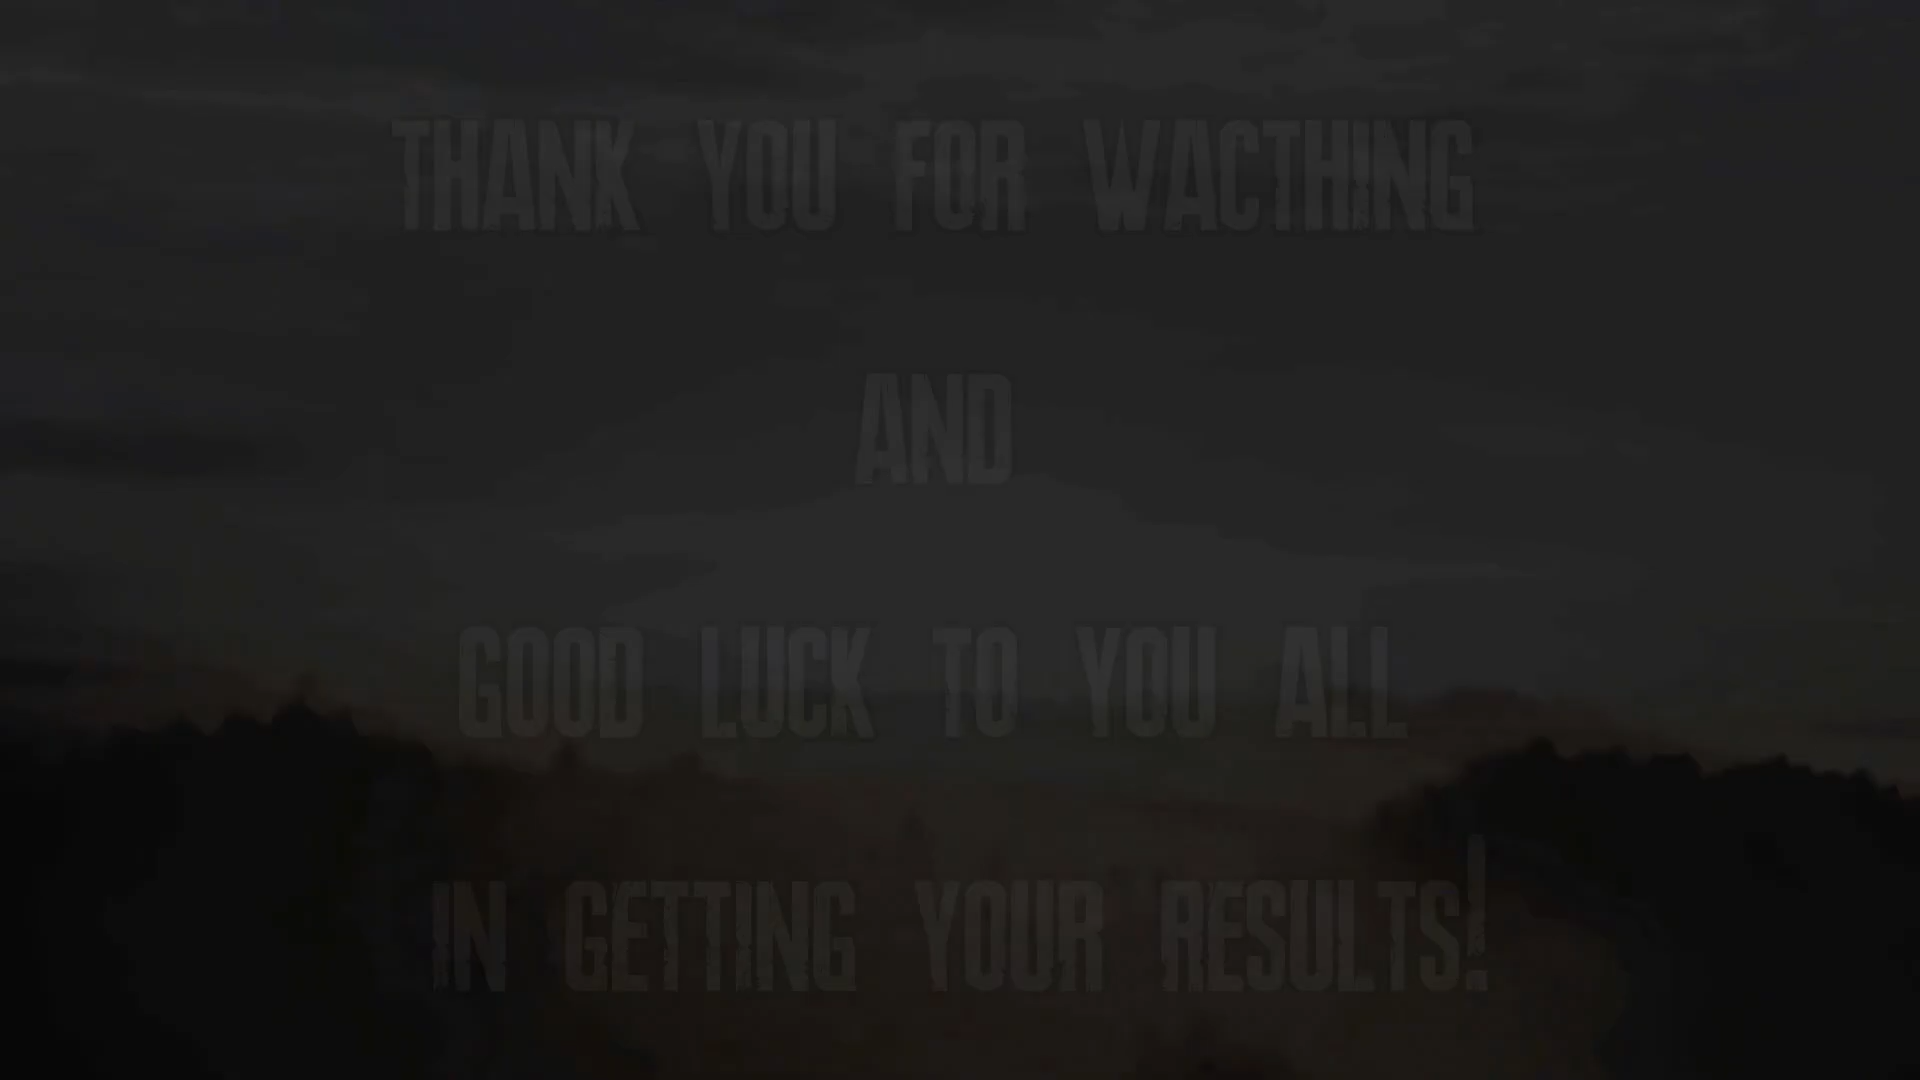 THANK YOU FOR WACTHING
AND
GOOD LUCK TO YOU ALL
IN GETTING YOUR RESULTS!